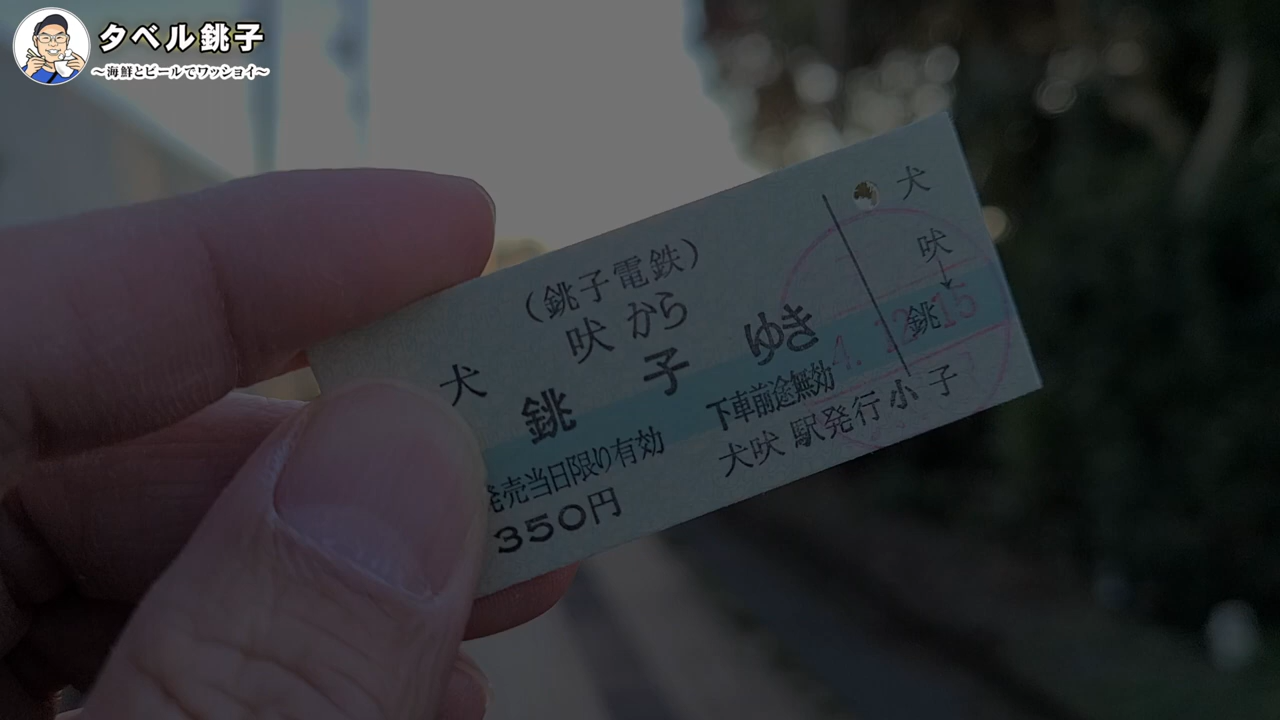 タベル銚子
～海鮮とビールでワッショイ～
(銚子電鉄)
犬吠から
銚子ゆき
発売当日限り有効
下車前途無効
350円
犬吠駅発行
小子
犬吠→銚
4.12.15